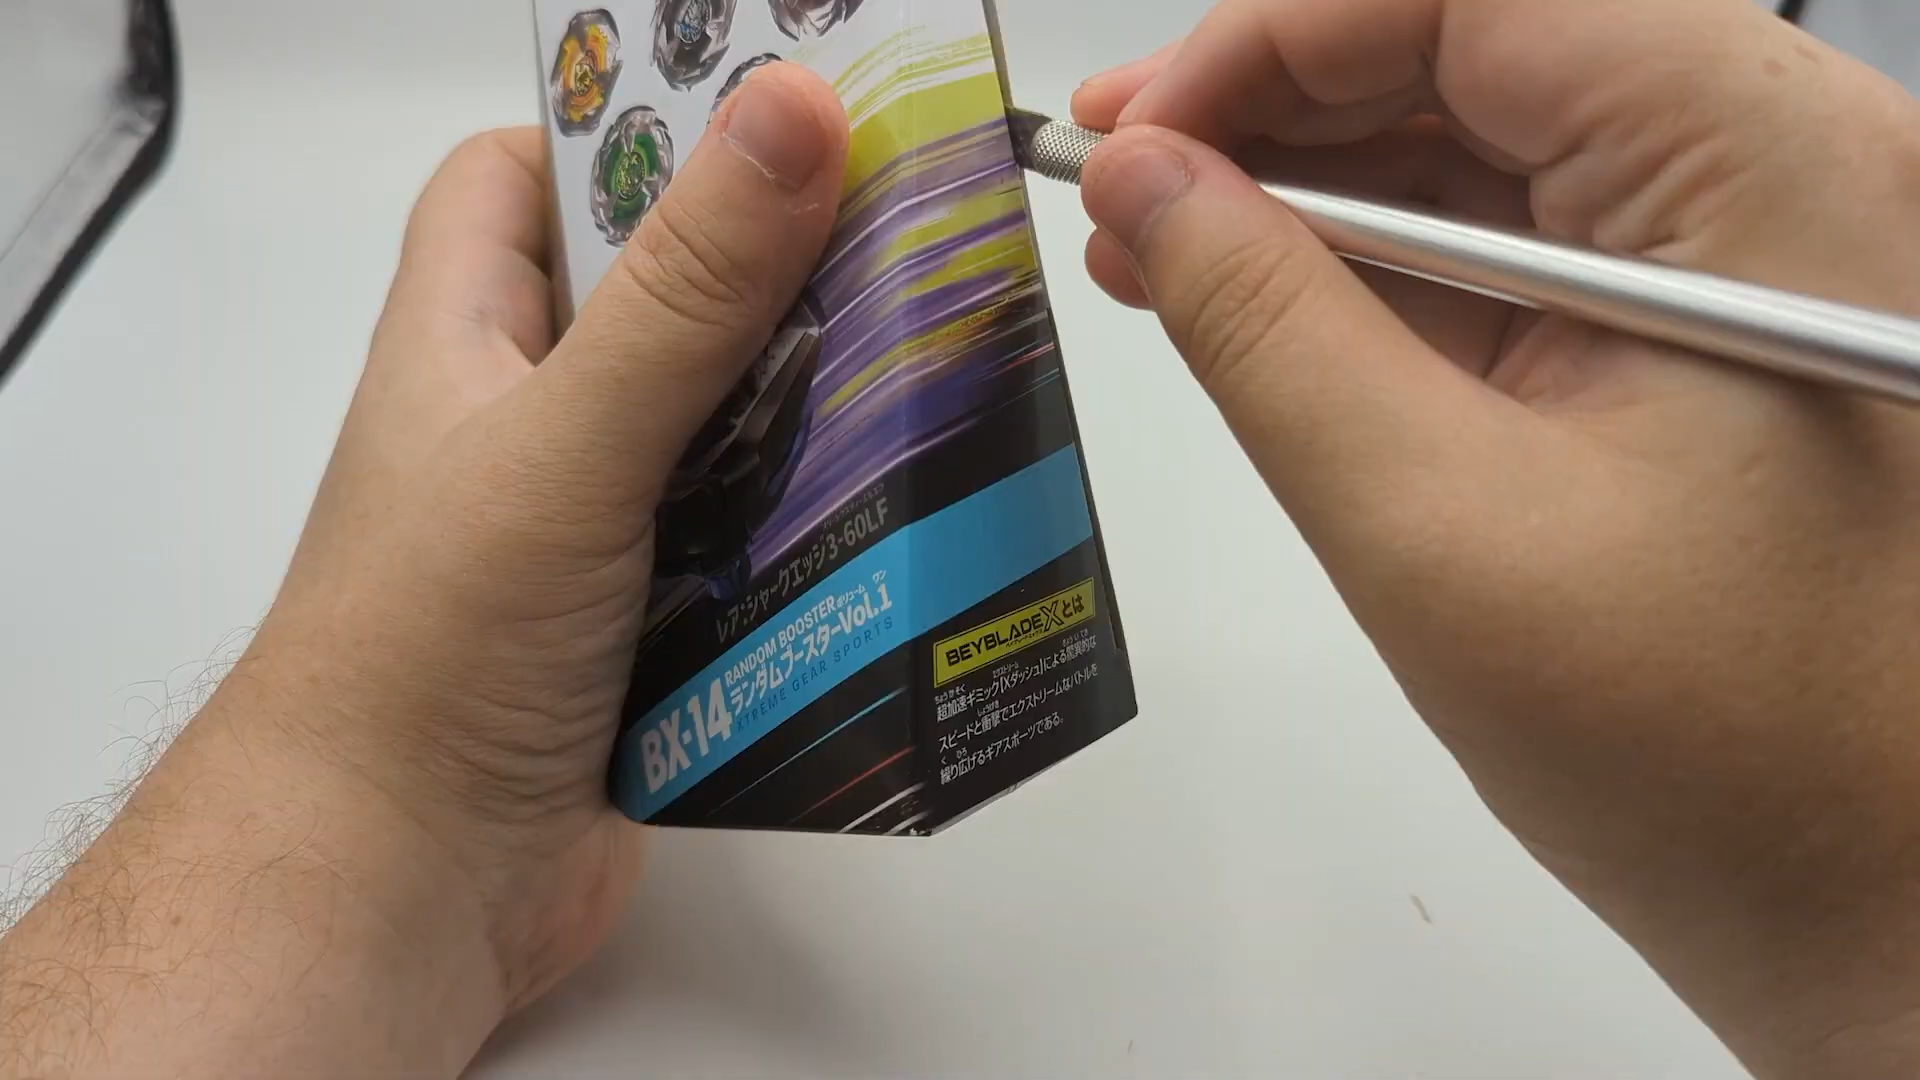 レア:シャークエッジ3-60LF
BX-14
RANDOM BOOSTER ボリューム ワン
ランダムブースターVol.1
XTREME GEAR SPORTS
BEYBLADE Xとは
超加速ギミック「Xダッシュ」による驚異的な
スピードと衝撃でエクストリームなバトルを
繰り広げるギアスポーツである。